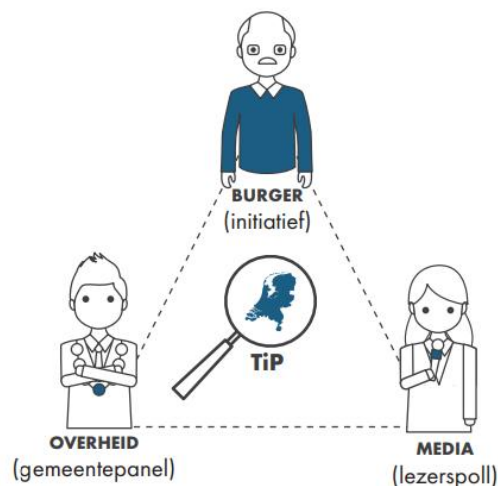 BURGER
(initiatief)
TiP
OVERHEID
(gemeentepanel)
MEDIA
(lezerspoll)